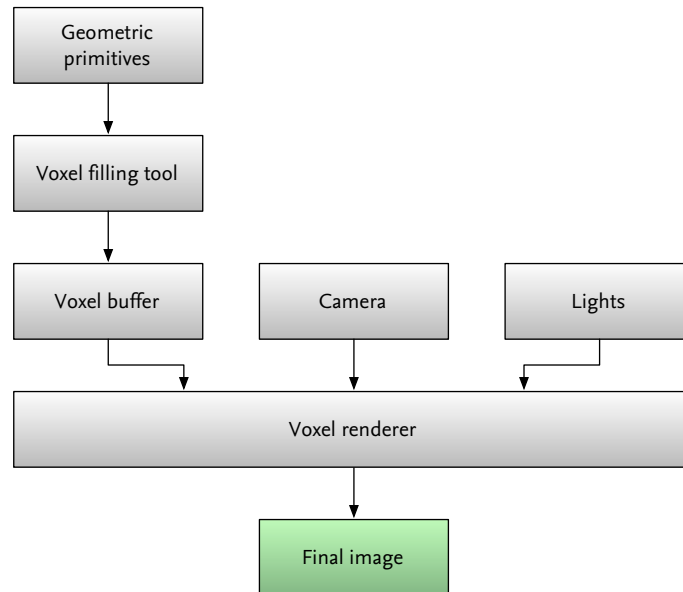 Geometric
primitives
Voxel filling tool
Voxel buffer
Camera
Lights
Voxel renderer
Final image